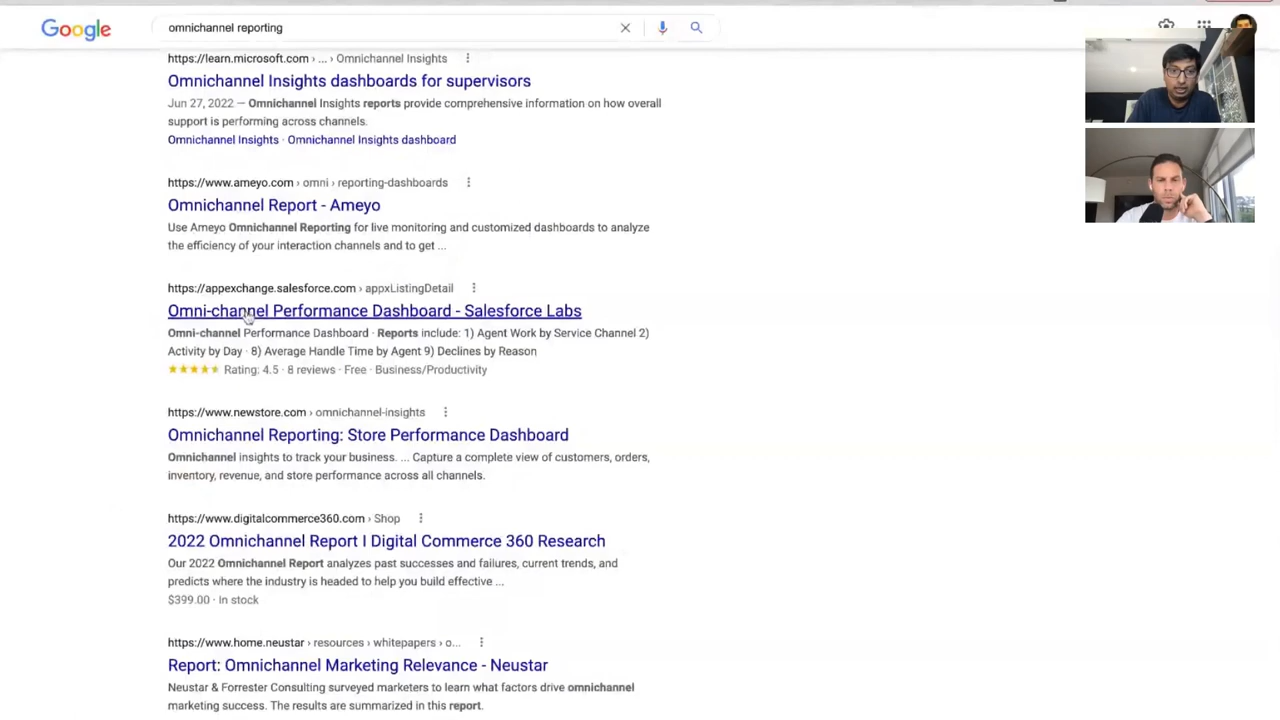 Google
omnichannel reporting
https://learn.microsoft.com › ... › Omnichannel Insights
Omnichannel Insights dashboards for supervisors
Jun 27, 2022 — Omnichannel Insights reports provide comprehensive information on how overall
support is performing across channels.
Omnichannel Insights · Omnichannel Insights dashboard
https://www.ameyo.com › omni › reporting-dashboards
Omnichannel Report - Ameyo
Use Ameyo Omnichannel Reporting for live monitoring and customized dashboards to analyze
the efficiency of your interaction channels and to get ...
https://appexchange.salesforce.com › appxListingDetail
Omni-channel Performance Dashboard - Salesforce Labs
Omni-channel Performance Dashboard · Reports include: 1) Agent Work by Service Channel 2)
Activity by Day · 8) Average Handle Time by Agent 9) Declines by Reason
Rating: 4.5 · 8 reviews · Free · Business/Productivity
https://www.newstore.com › omnichannel-insights
Omnichannel Reporting: Store Performance Dashboard
Omnichannel insights to track your business. ... Capture a complete view of customers, orders,
inventory, revenue, and store performance across all channels.
https://www.digitalcommerce360.com › Shop
2022 Omnichannel Report | Digital Commerce 360 Research
Our 2022 Omnichannel Report analyzes past successes and failures, current trends, and
predicts where the industry is headed to help you build effective ...
$399.00 · In stock
https://www.home.neustar › resources › whitepapers › o...
Report: Omnichannel Marketing Relevance - Neustar
Neustar & Forrester Consulting surveyed marketers to learn what factors drive omnichannel
marketing success. The results are summarized in this report.